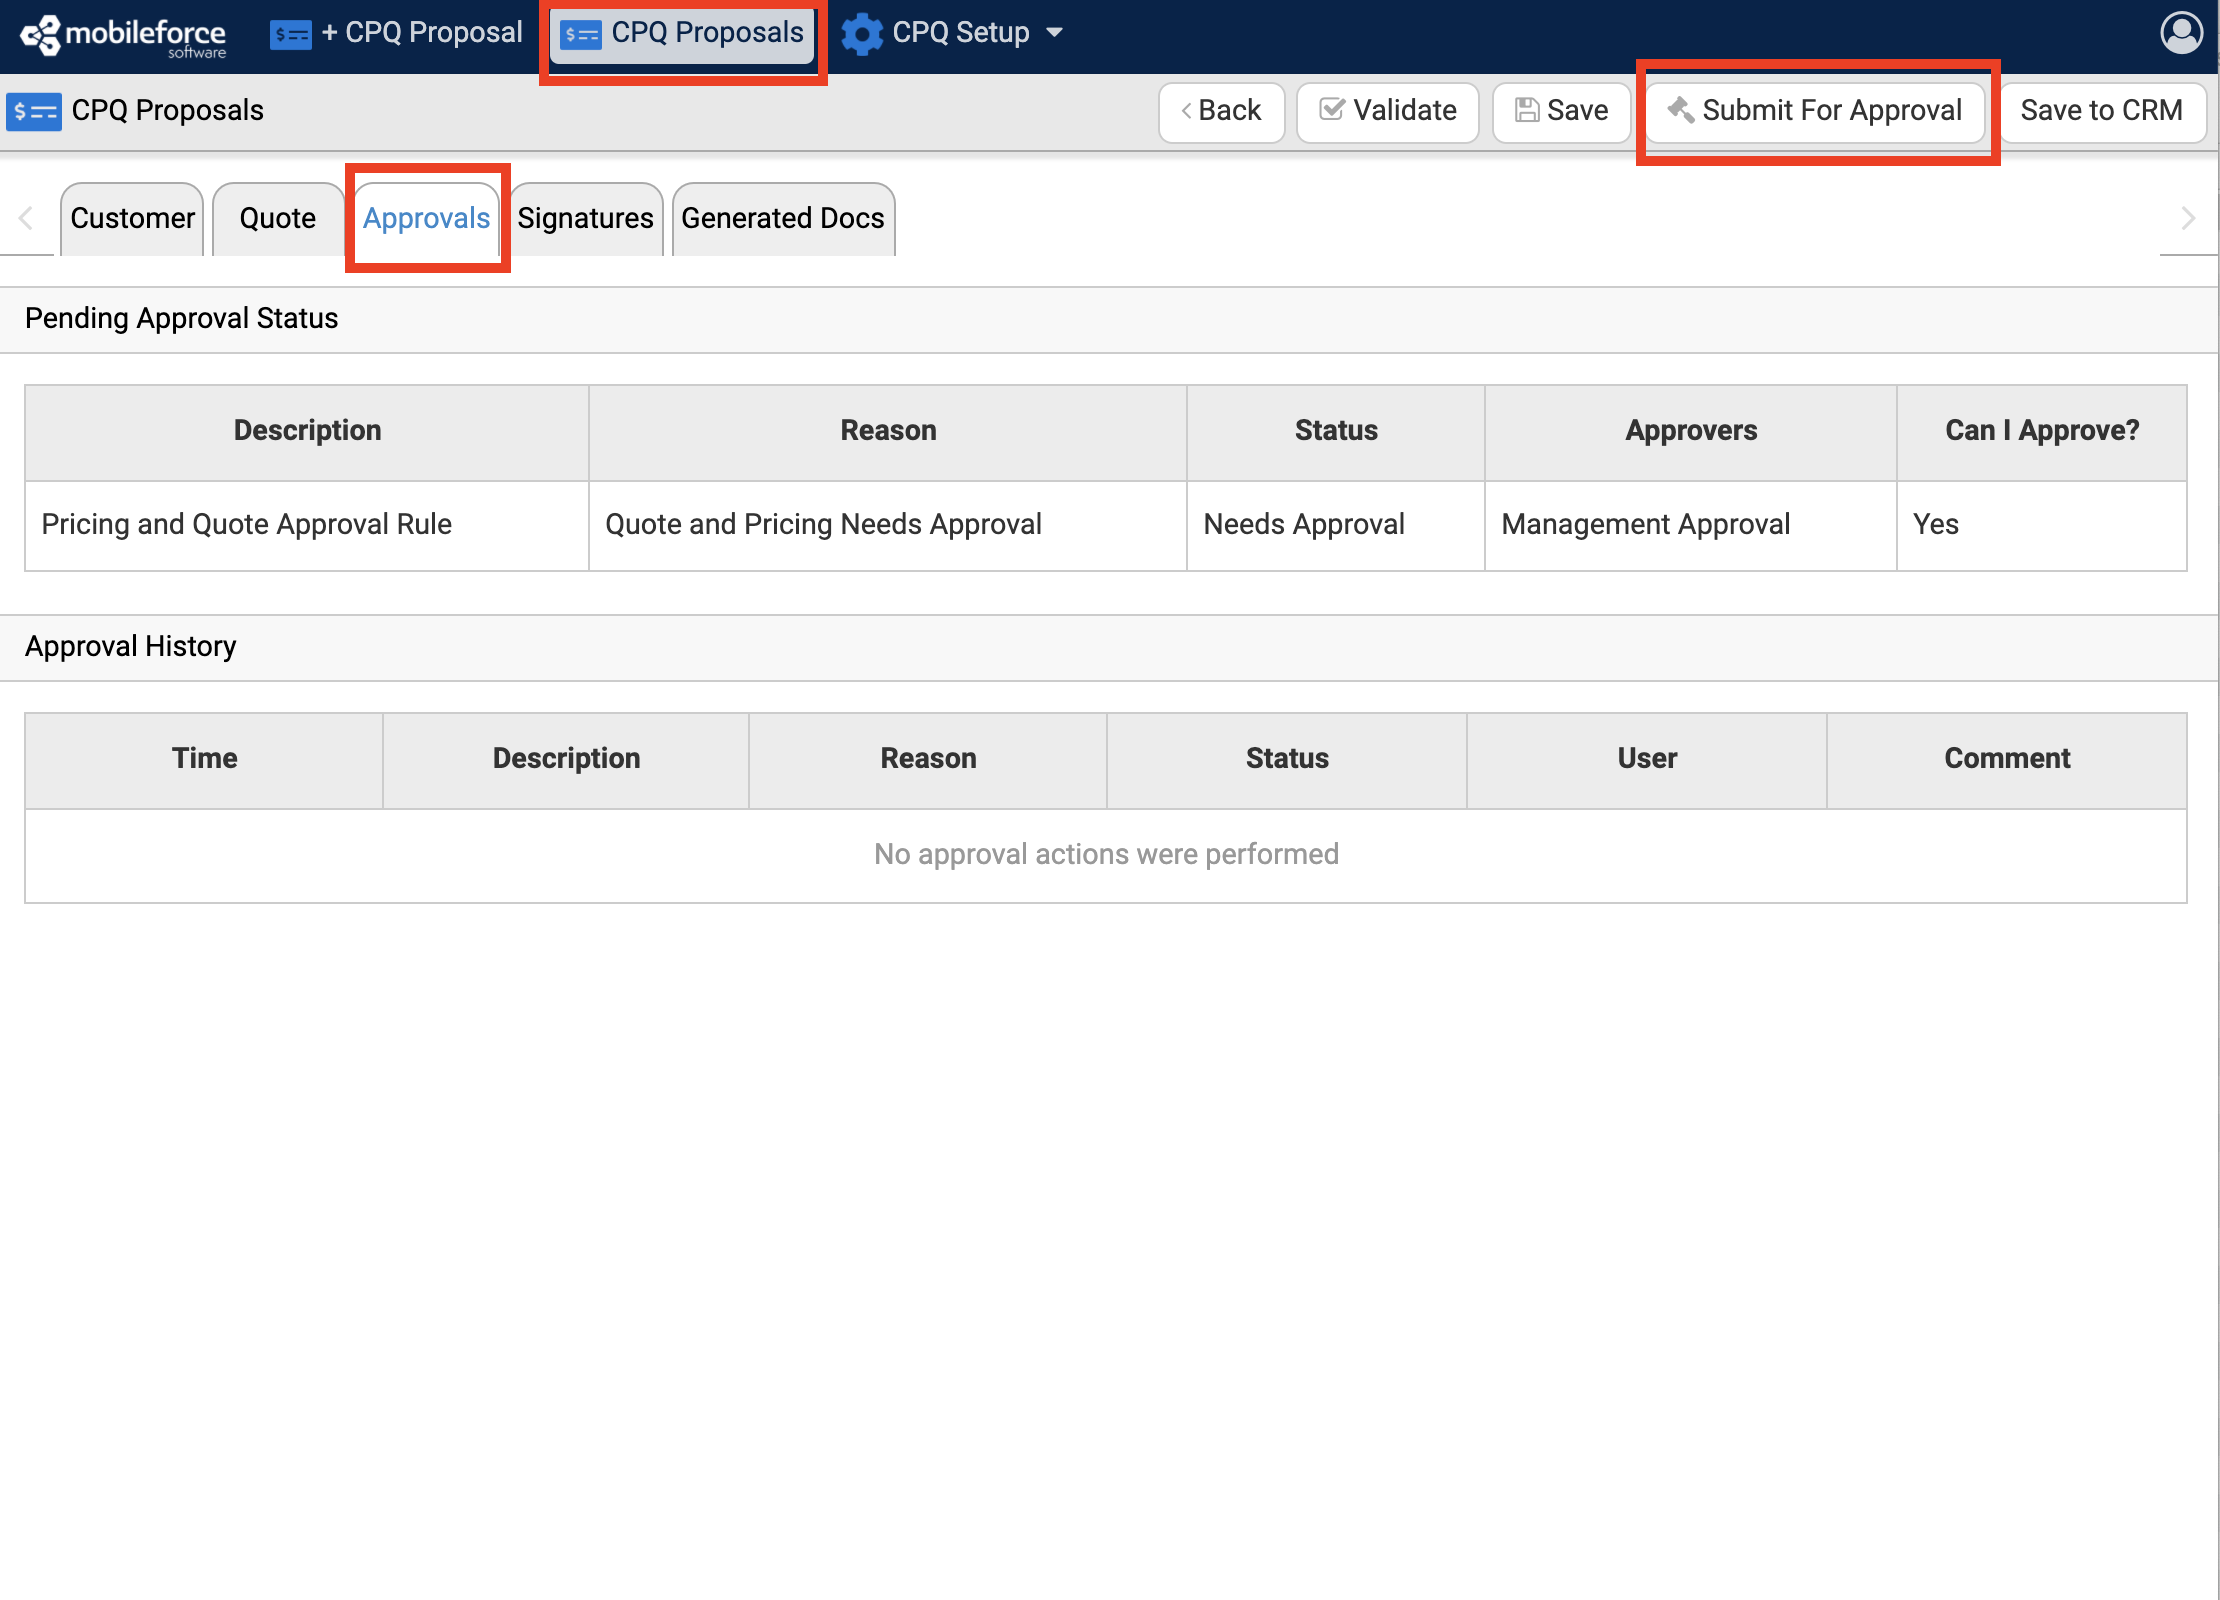 mobileforce
software
+ CPQ Proposal
CPQ Proposals
CPQ Setup
CPQ Proposals
Back
Validate
Save
Submit For Approval
Save to CRM
Customer
Quote
Approvals
Signatures
Generated Docs
Pending Approval Status
Description Reason Status Approvers Can I Approve?
Pricing and Quote Approval Rule Quote and Pricing Needs Approval Needs Approval Management Approval Yes
Approval History
Time Description Reason Status User Comment
No approval actions were performed